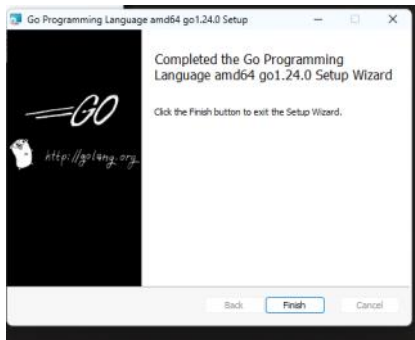 Go Programming Language amd64 go1.24.0 Setup
Completed the Go Programming
Language amd64 go1.24.0 Setup Wizard
Click the Finish button to exit the Setup Wizard.
GO
http://golang.org
Back
Finish
Cancel